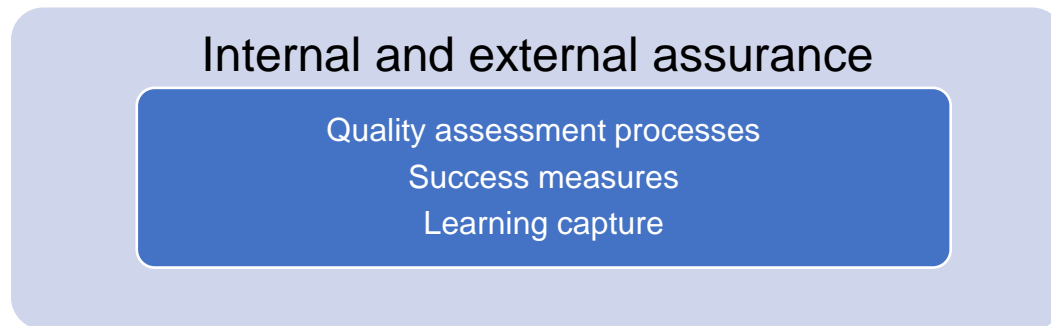 Internal and external assurance
Quality assessment processes
Success measures
Learning capture